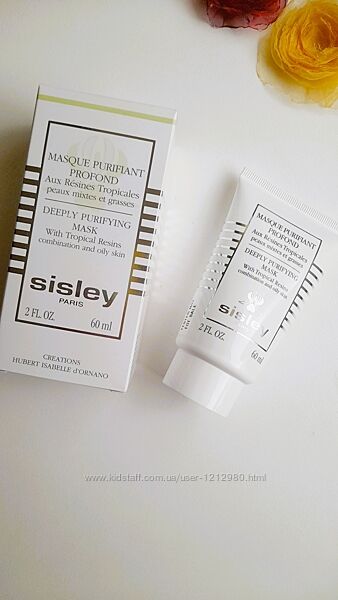 MASQUE PURIFIANT
PROFOND
Aux Résines Tropicales
peaux mixtes et grasses
DEEPLY PURIFYING
MASK
With Tropical Resins
combination and oily skin
sisley
PARIS
2 FL. OZ. 60 ml
CREATIONS
HUBERT ISABELLE d'ORNANO
MASQUE PURIFIANT
PROFOND
Aux Résines Tropicales
peaux mixtes et grasses
DEEPLY PURIFYING
MASK
With Tropical Resins
combination and oily skin
sisley
2 FL. OZ. 60 ml
www.kidstaff.com.ua/user-1212980.html